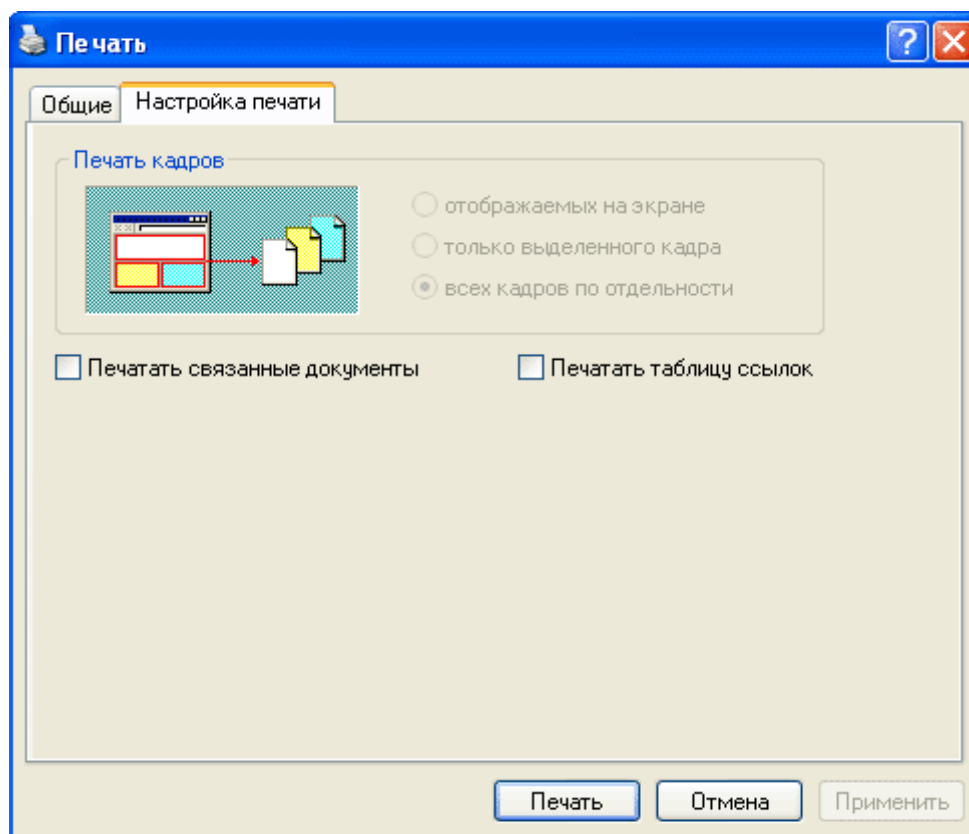 Печать
Общие
Настройка печати
Печать кадров
отображаемых на экране
только выделенного кадра
всех кадров по отдельности
Печатать связанные документы
Печатать таблицу ссылок
Печать
Отмена
Применить